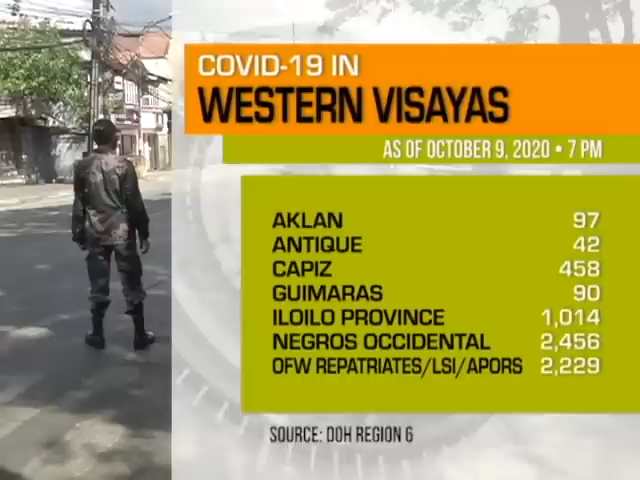 COVID-19 IN
WESTERN VISAYAS
AS OF OCTOBER 9, 2020 • 7 PM
AKLAN 97
ANTIQUE 42
CAPIZ 458
GUIMARAS 90
ILOILO PROVINCE 1,014
NEGROS OCCIDENTAL 2,456
OFW REPATRIATES/LSI/APORS 2,229
SOURCE: DOH REGION 6